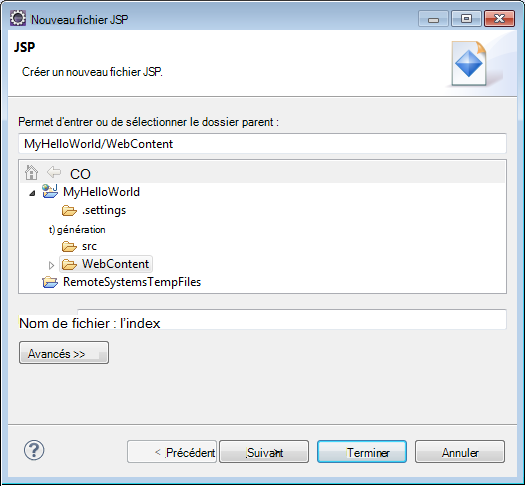 Nouveau fichier JSP
JSP
Créer un nouveau fichier JSP.
Permet d'entrer ou de sélectionner le dossier parent :
MyHelloWorld/WebContent
CO
MyHelloWorld
.settings
t) génération
src
WebContent
RemoteSystemsTempFiles
Nom de fichier : l'index
Avancés >>
< Précédent Suivant > Terminer Annuler